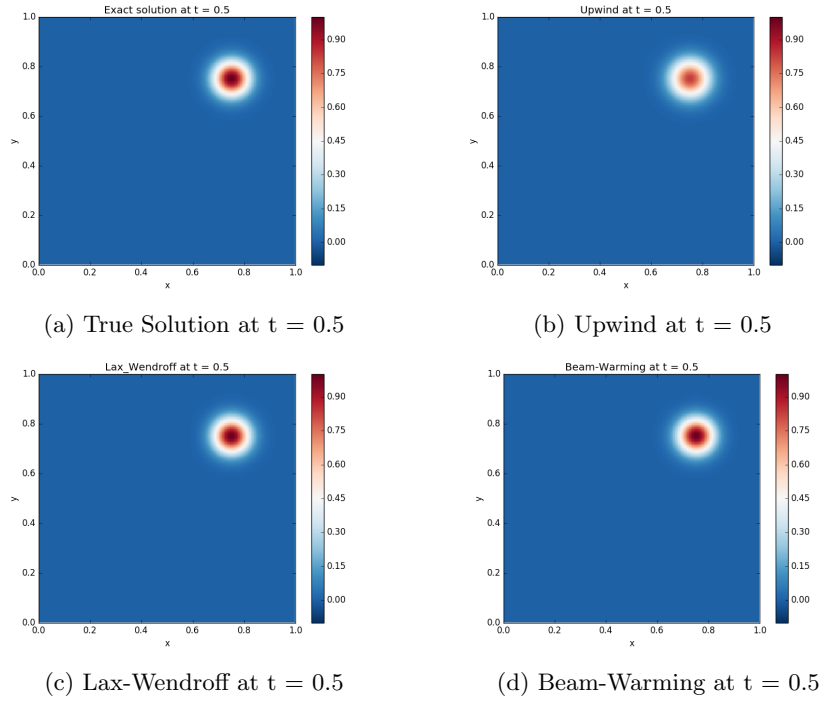 Exact solution at t = 0.5
1.0
0.8
0.6
0.4
0.2
0.0
y
0.0 0.2 0.4 0.6 0.8 1.0
x
0.90
0.75
0.60
0.45
0.30
0.15
0.00
Upwind at t = 0.5
1.0
0.8
0.6
0.4
0.2
0.0
y
0.0 0.2 0.4 0.6 0.8 1.0
x
0.90
0.75
0.60
0.45
0.30
0.15
0.00
(a) True Solution at t = 0.5
(b) Upwind at t = 0.5
Lax_Wendroff at t = 0.5
1.0
0.8
0.6
0.4
0.2
0.0
y
0.0 0.2 0.4 0.6 0.8 1.0
x
0.90
0.75
0.60
0.45
0.30
0.15
0.00
Beam-Warming at t = 0.5
1.0
0.8
0.6
0.4
0.2
0.0
y
0.0 0.2 0.4 0.6 0.8 1.0
x
0.90
0.75
0.60
0.45
0.30
0.15
0.00
(c) Lax-Wendroff at t = 0.5
(d) Beam-Warming at t = 0.5